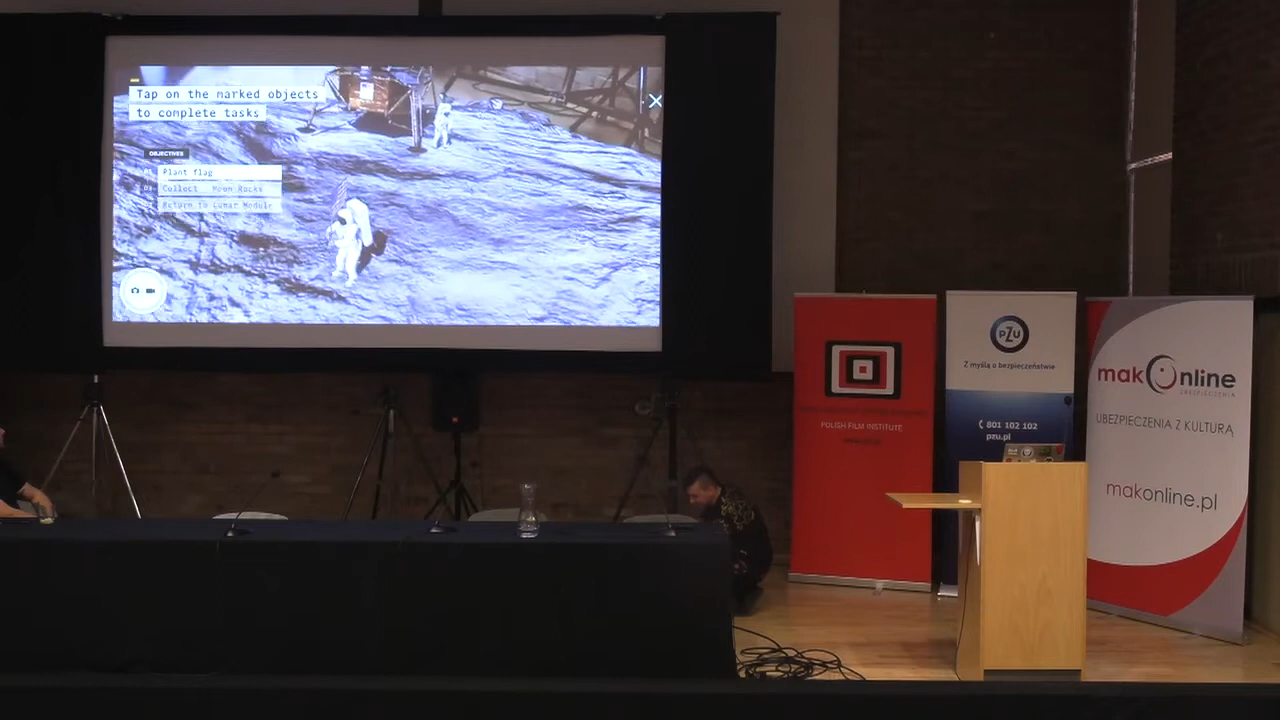 Tap on the marked objects
to complete tasks
OBJECTIVES
Plant flag
Collect Moon Rocks
Return to Lunar Module
POLISH FILM INSTITUTE
PZU
Z myślą o bezpieczeństwie
801 102 102
pzu.pl
makOnline
UBEZPIECZENIA
UBEZPIECZENIA Z KULTURĄ
makonline.pl